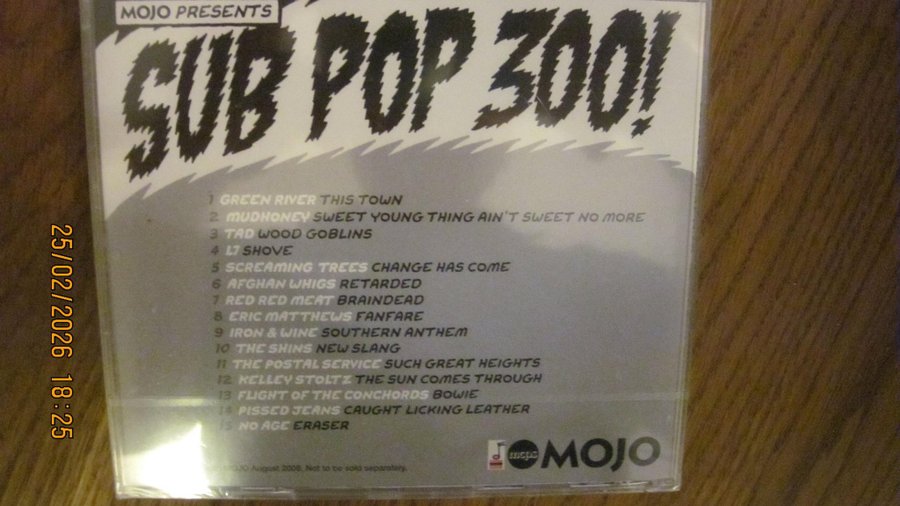 MOJO PRESENTS
SUB POP 300!
1 GREEN RIVER THIS TOWN
2 MUDHONEY SWEET YOUNG THING AIN'T SWEET NO MORE
3 TAD WOOD GOBLINS
4 L7 SHOVE
5 SCREAMING TREES CHANGE HAS COME
6 AFGHAN WHIGS RETARDED
7 RED RED MEAT BRAINDEAD
8 ERIC MATTHEWS FANFARE
9 IRON & WINE SOUTHERN ANTHEM
10 THE SHINS NEW SLANG
11 THE POSTAL SERVICE SUCH GREAT HEIGHTS
12 KELLEY STOLTZ THE SUN COMES THROUGH
13 FLIGHT OF THE CONCHORDS BOWIE
14 PISSED JEANS CAUGHT LICKING LEATHER
15 NO AGE ERASER
mcps MOJO
MOJO August 2008. Not to be sold separately.
25/02/2026 18:25